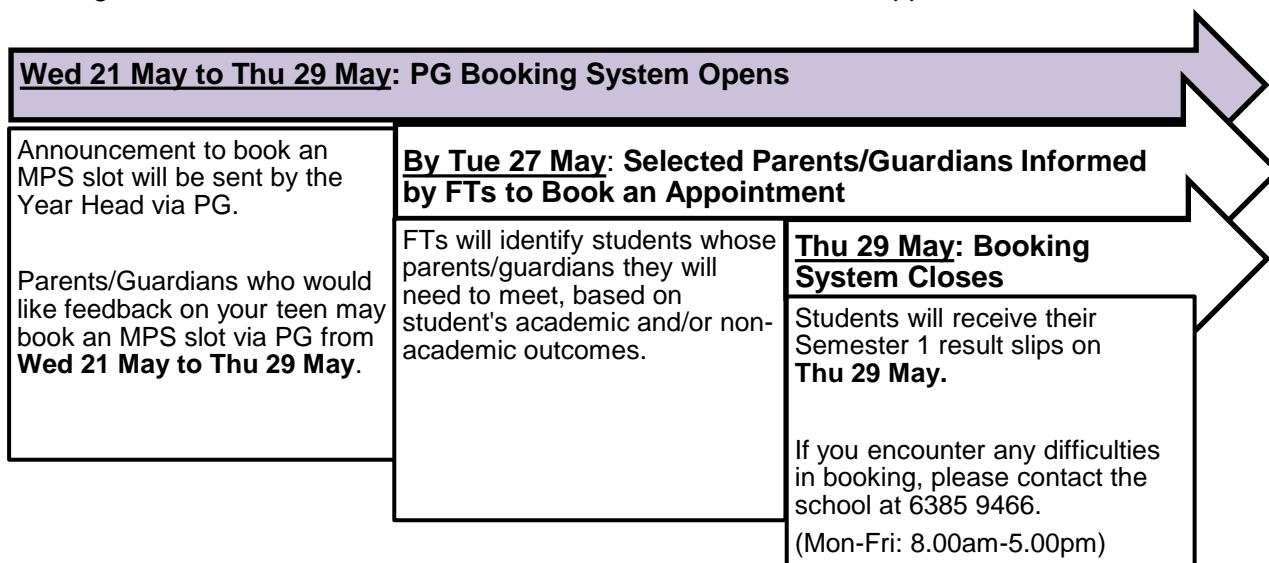 Wed 21 May to Thu 29 May: PG Booking System Opens
Announcement to book an
MPS slot will be sent by the
Year Head via PG.
Parents/Guardians who would
like feedback on your teen may
book an MPS slot via PG from
Wed 21 May to Thu 29 May.
By Tue 27 May: Selected Parents/Guardians Informed
by FTs to Book an Appointment
FTs will identify students whose
parents/guardians they will
need to meet, based on
student's academic and/or non-
academic outcomes.
Thu 29 May: Booking
System Closes
Students will receive their
Semester 1 result slips on
Thu 29 May.
If you encounter any difficulties
in booking, please contact the
school at 6385 9466.
(Mon-Fri: 8.00am-5.00pm)